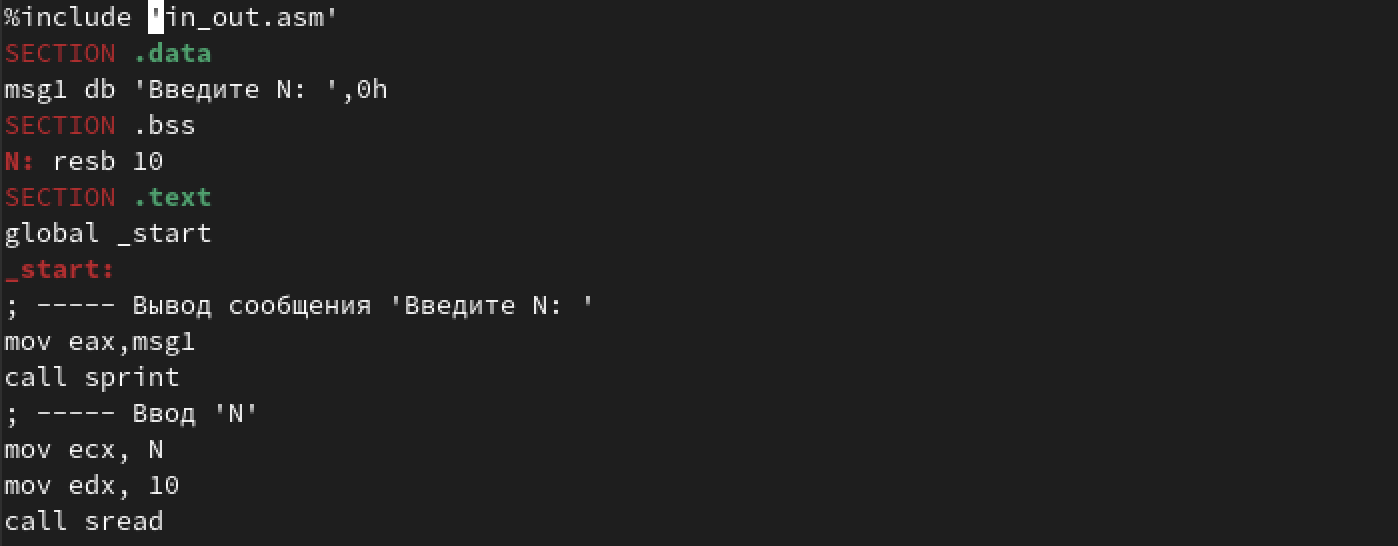 %include 'in_out.asm'
SECTION .data
msg1 db 'Введите N: ',0h
SECTION .bss
N: resb 10
SECTION .text
global _start
_start:
; ----- Вывод сообщения 'Введите N: '
mov eax,msg1
call sprint
; ----- Ввод 'N'
mov ecx, N
mov edx, 10
call sread